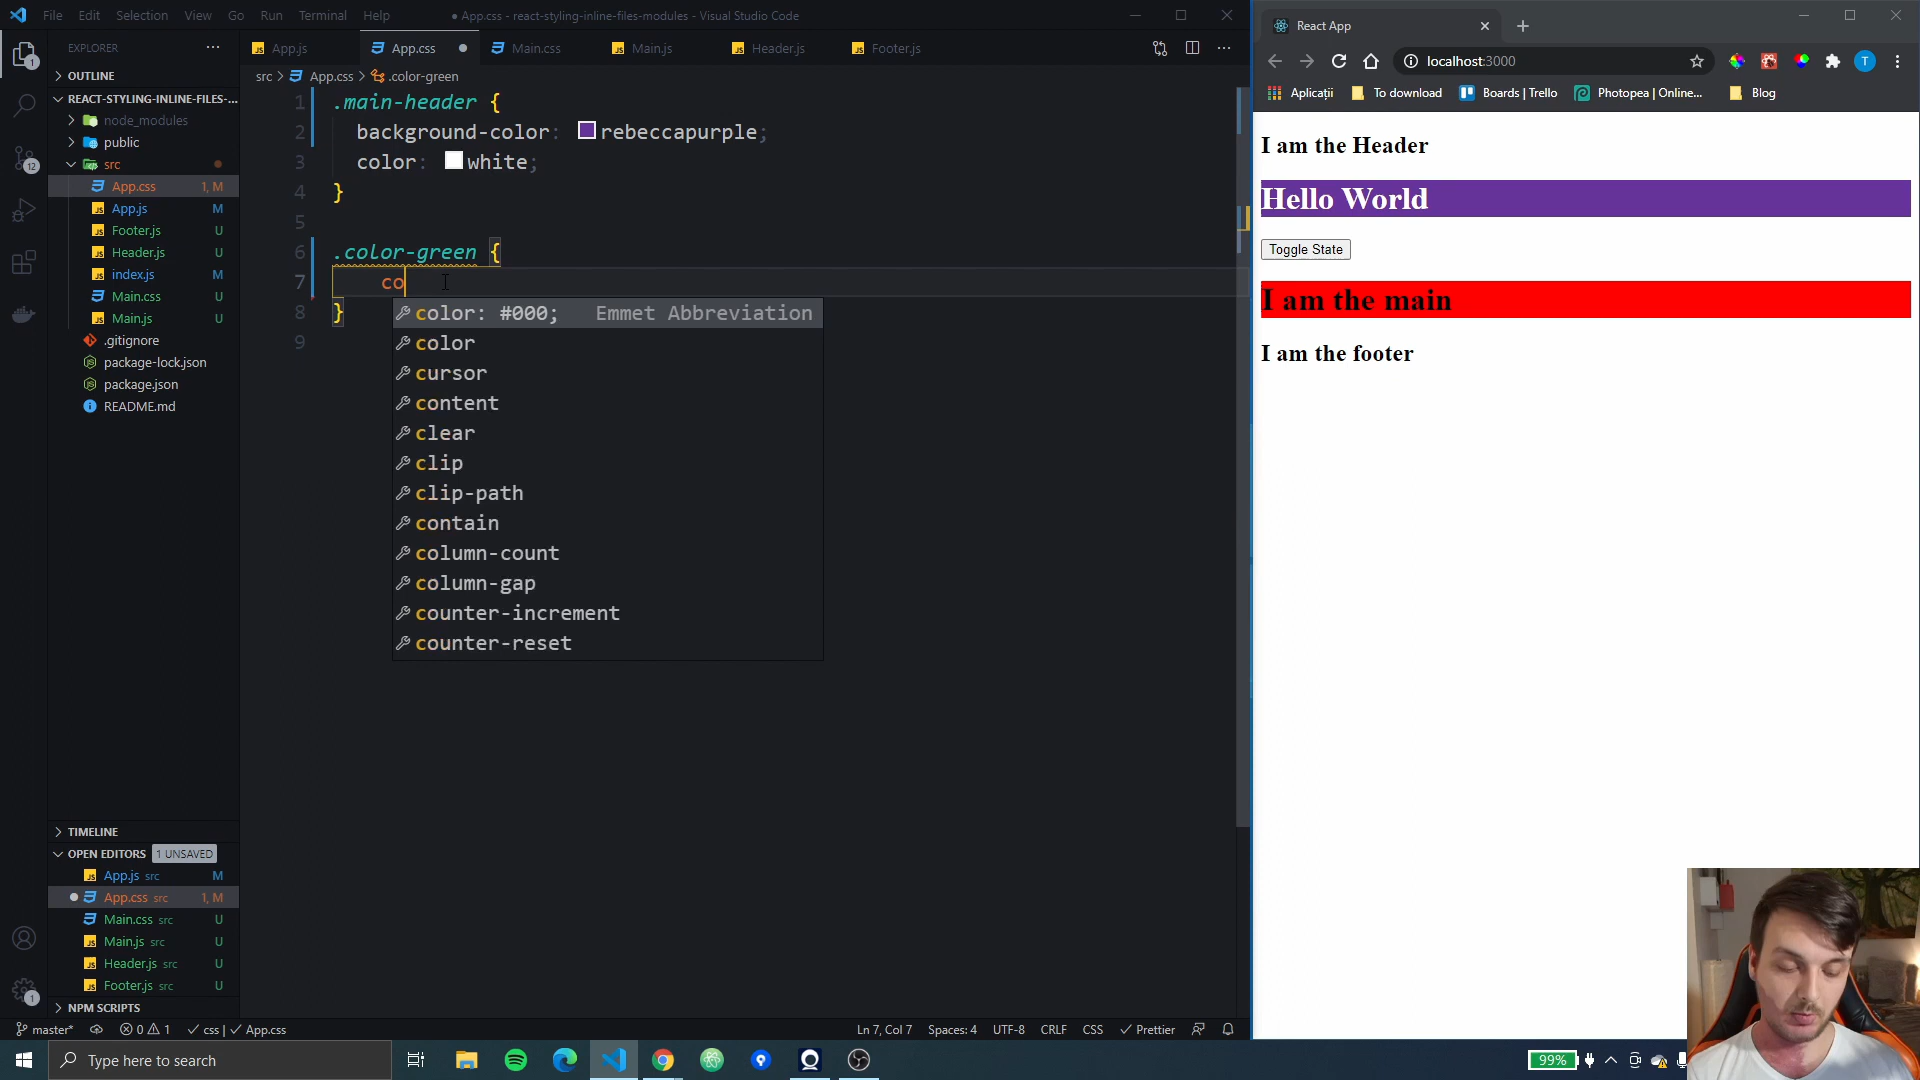 File Edit Selection View Go Run Terminal Help
● App.css - react-styling-inline-files-modules - Visual Studio Code
EXPLORER
OUTLINE
REACT-STYLING-INLINE-FILES-...
node_modules
public
src
App.css 1, M
App.js M
Footer.js U
Header.js U
index.js M
Main.css U
Main.js U
.gitignore
package-lock.json
package.json
README.md
TIMELINE
OPEN EDITORS 1 UNSAVED
App.js src M
App.css src 1, M
Main.css src U
Main.js src U
Header.js src U
Footer.js src U
NPM SCRIPTS
1
12
1
App.js App.css Main.css Main.js Header.js Footer.js
src > App.css > .color-green
1 .main-header {
2 background-color: rebeccapurple;
3 color: white;
4 }
5
6 .color-green {
7 co
8 }
9
color: #000; Emmet Abbreviation
color
cursor
content
clear
clip
clip-path
contain
column-count
column-gap
counter-increment
counter-reset
master* 0 1 css | App.css
Ln 7, Col 7 Spaces: 4 UTF-8 CRLF CSS Prettier
React App
localhost:3000
T
Aplicații To download Boards | Trello Photopea | Online... Blog
I am the Header
Hello World
Toggle State
I am the main
I am the footer
Type here to search
99%